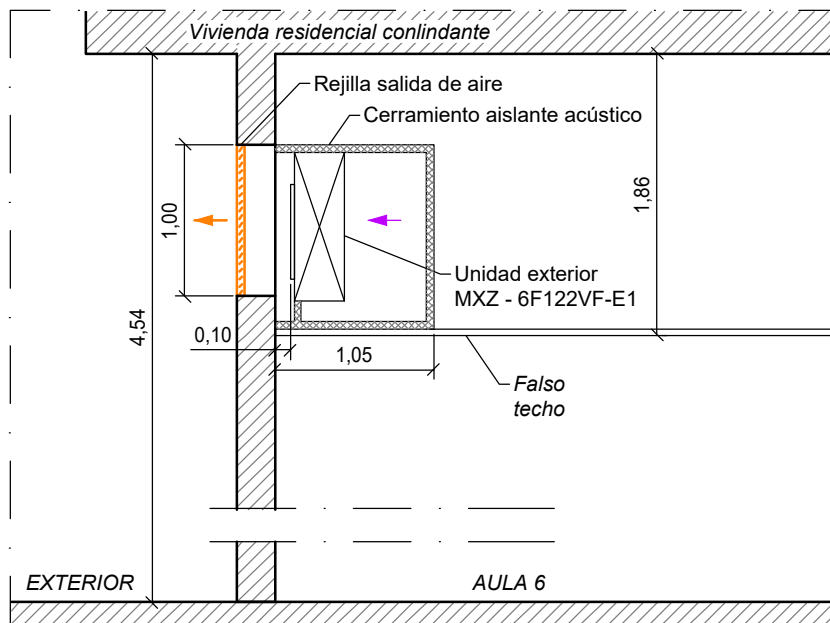 Vivienda residencial conlindante
Rejilla salida de aire
Cerramiento aislante acústico
1,00
1,86
Unidad exterior
MXZ - 6F122VF-E1
4,54
0,10
1,05
Falso
techo
EXTERIOR
AULA 6